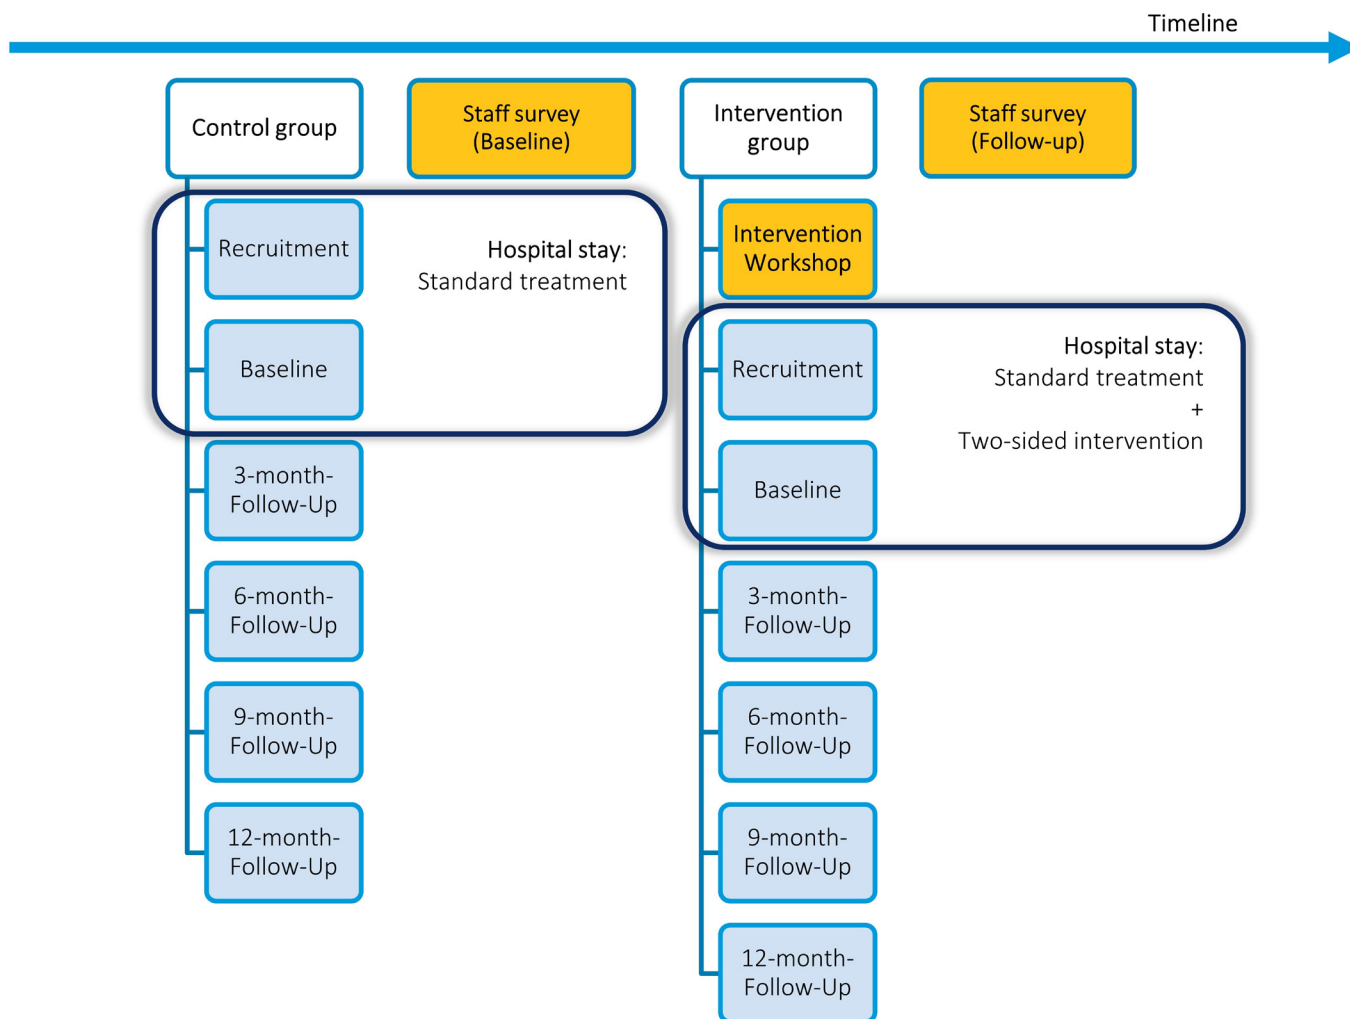 Timeline
Control group
Staff survey
(Baseline)
Intervention
group
Staff survey
(Follow-up)
Recruitment
Baseline
Hospital stay:
Standard treatment
3-month-
Follow-Up
6-month-
Follow-Up
9-month-
Follow-Up
12-month-
Follow-Up
Intervention
Workshop
Recruitment
Baseline
Hospital stay:
Standard treatment
+
Two-sided intervention
3-month-
Follow-Up
6-month-
Follow-Up
9-month-
Follow-Up
12-month-
Follow-Up